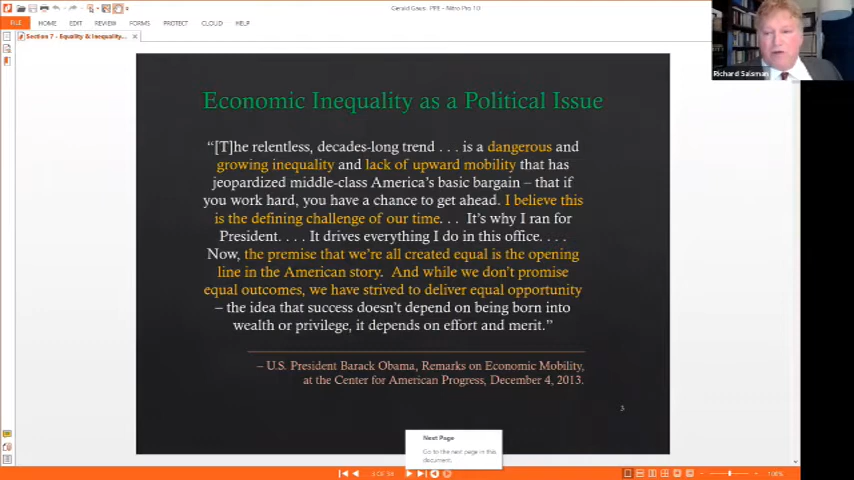 Gerald Gaus: PPE - Nitro Pro 10
FILE HOME EDIT REVIEW FORMS PROTECT CLOUD HELP
Section 7 - Equality & Inequality...
Richard Salsman
Economic Inequality as a Political Issue
“[T]he relentless, decades-long trend . . . is a dangerous and
growing inequality and lack of upward mobility that has
jeopardized middle-class America's basic bargain – that if
you work hard, you have a chance to get ahead. I believe this
is the defining challenge of our time. . . It's why I ran for
President. . . . It drives everything I do in this office. . . .
Now, the premise that we're all created equal is the opening
line in the American story. And while we don't promise
equal outcomes, we have strived to deliver equal opportunity
– the idea that success doesn't depend on being born into
wealth or privilege, it depends on effort and merit.”
– U.S. President Barack Obama, Remarks on Economic Mobility,
at the Center for American Progress, December 4, 2013.
3
Next Page
Go to the next page in this
document.
100%